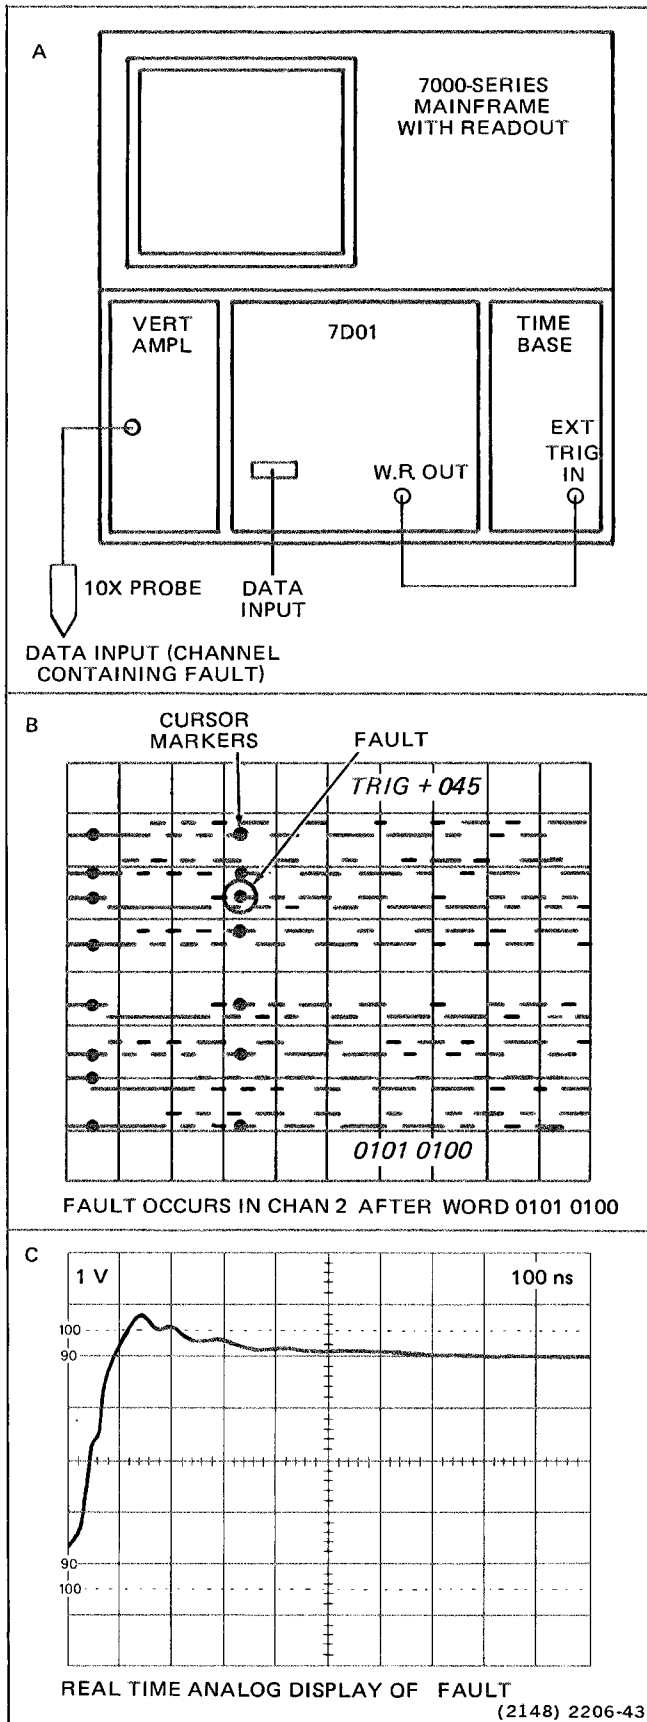 A
7000-SERIES
MAINFRAME
WITH READOUT
VERT
AMPL
7D01
TIME
BASE
EXT
TRIG
IN
W.R. OUT
10X PROBE
DATA
INPUT
DATA INPUT (CHANNEL
CONTAINING FAULT)
B
CURSOR
MARKERS
FAULT
TRIG + 045
0101 0100
FAULT OCCURS IN CHAN 2 AFTER WORD 0101 0100
C
1 V
100 ns
100
90
90
100
REAL TIME ANALOG DISPLAY OF FAULT
(2148) 2206-43